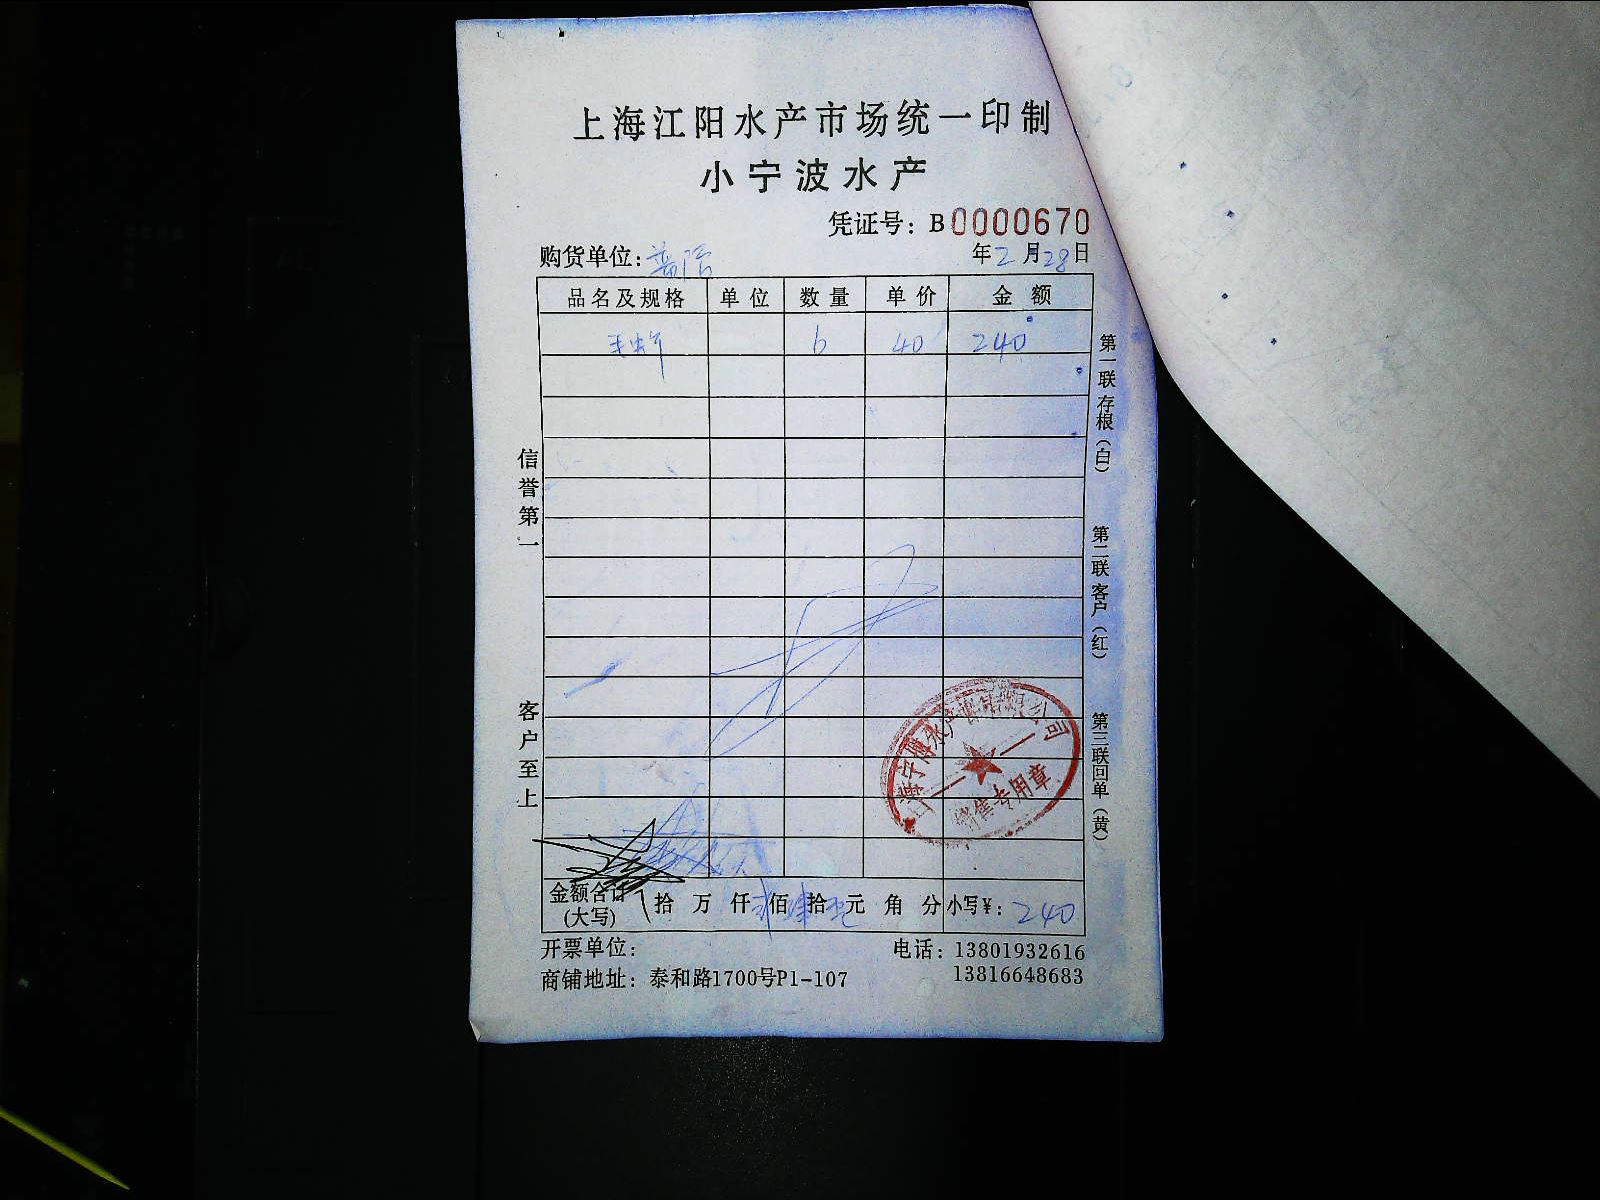 上海江阳水产市场统一印制
小宁波水产
凭证号：B0000670
购货单位：
年2月28日
品名及规格 单位 数量 单价 金额
6 40 240
信誉第一
客户至上
第一联存根（白）
第二联客户（红）
第三联回单（黄）
销售专用章
金额合计(大写) 拾 万 仟 佰 肆拾 元 角 分 小写¥：240
开票单位：
电话：13801932616
13816648683
商铺地址：泰和路1700号P1-107